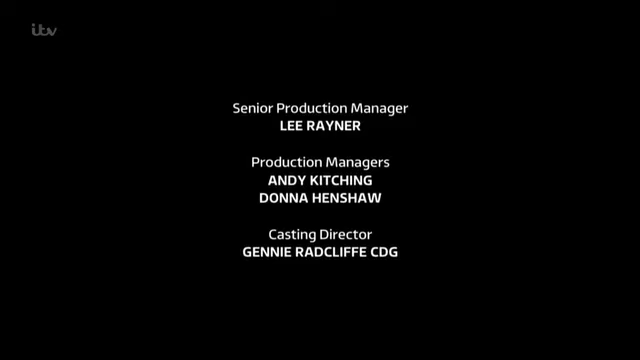 itv
Senior Production Manager
LEE RAYNER
Production Managers
ANDY KITCHING
DONNA HENSHAW
Casting Director
GENNIE RADCLIFFE CDG